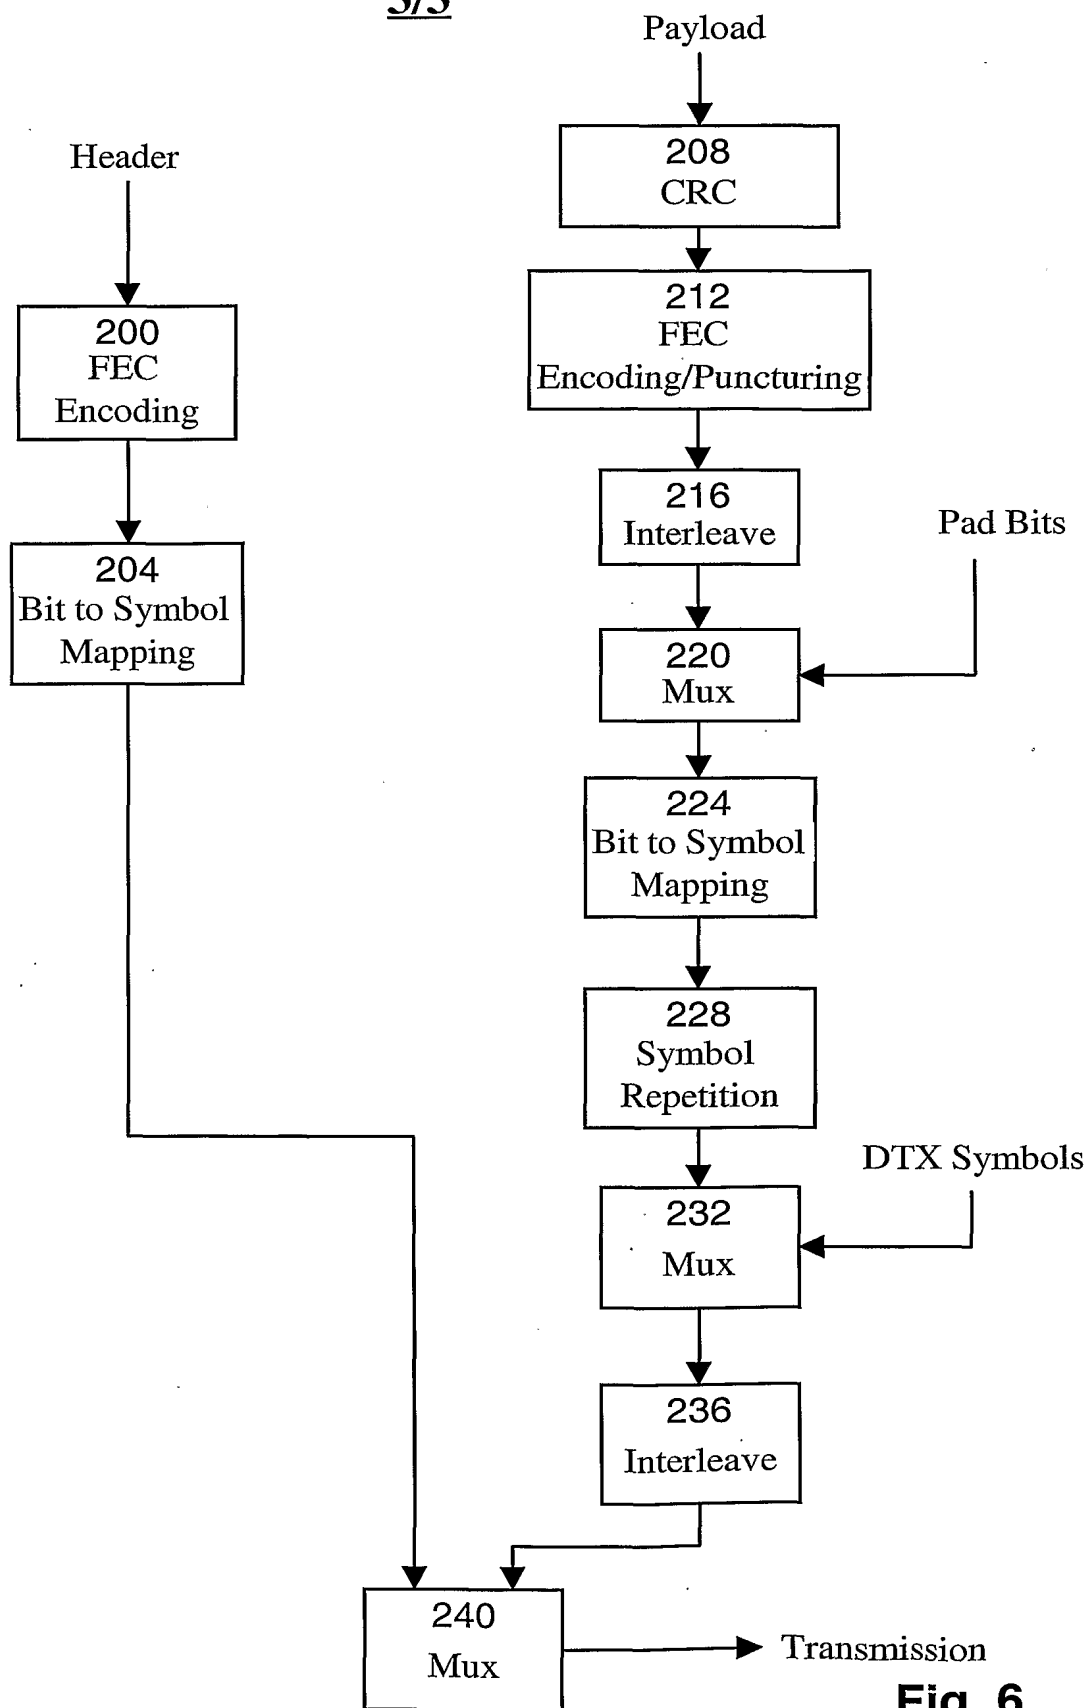 Payload
208
CRC
Header
212
FEC
Encoding/Puncturing
200
FEC
Encoding
216
Interleave
Pad Bits
204
Bit to Symbol
Mapping
220
Mux
224
Bit to Symbol
Mapping
228
Symbol
Repetition
DTX Symbols
232
Mux
236
Interleave
240
Mux
Transmission
Fig. 6